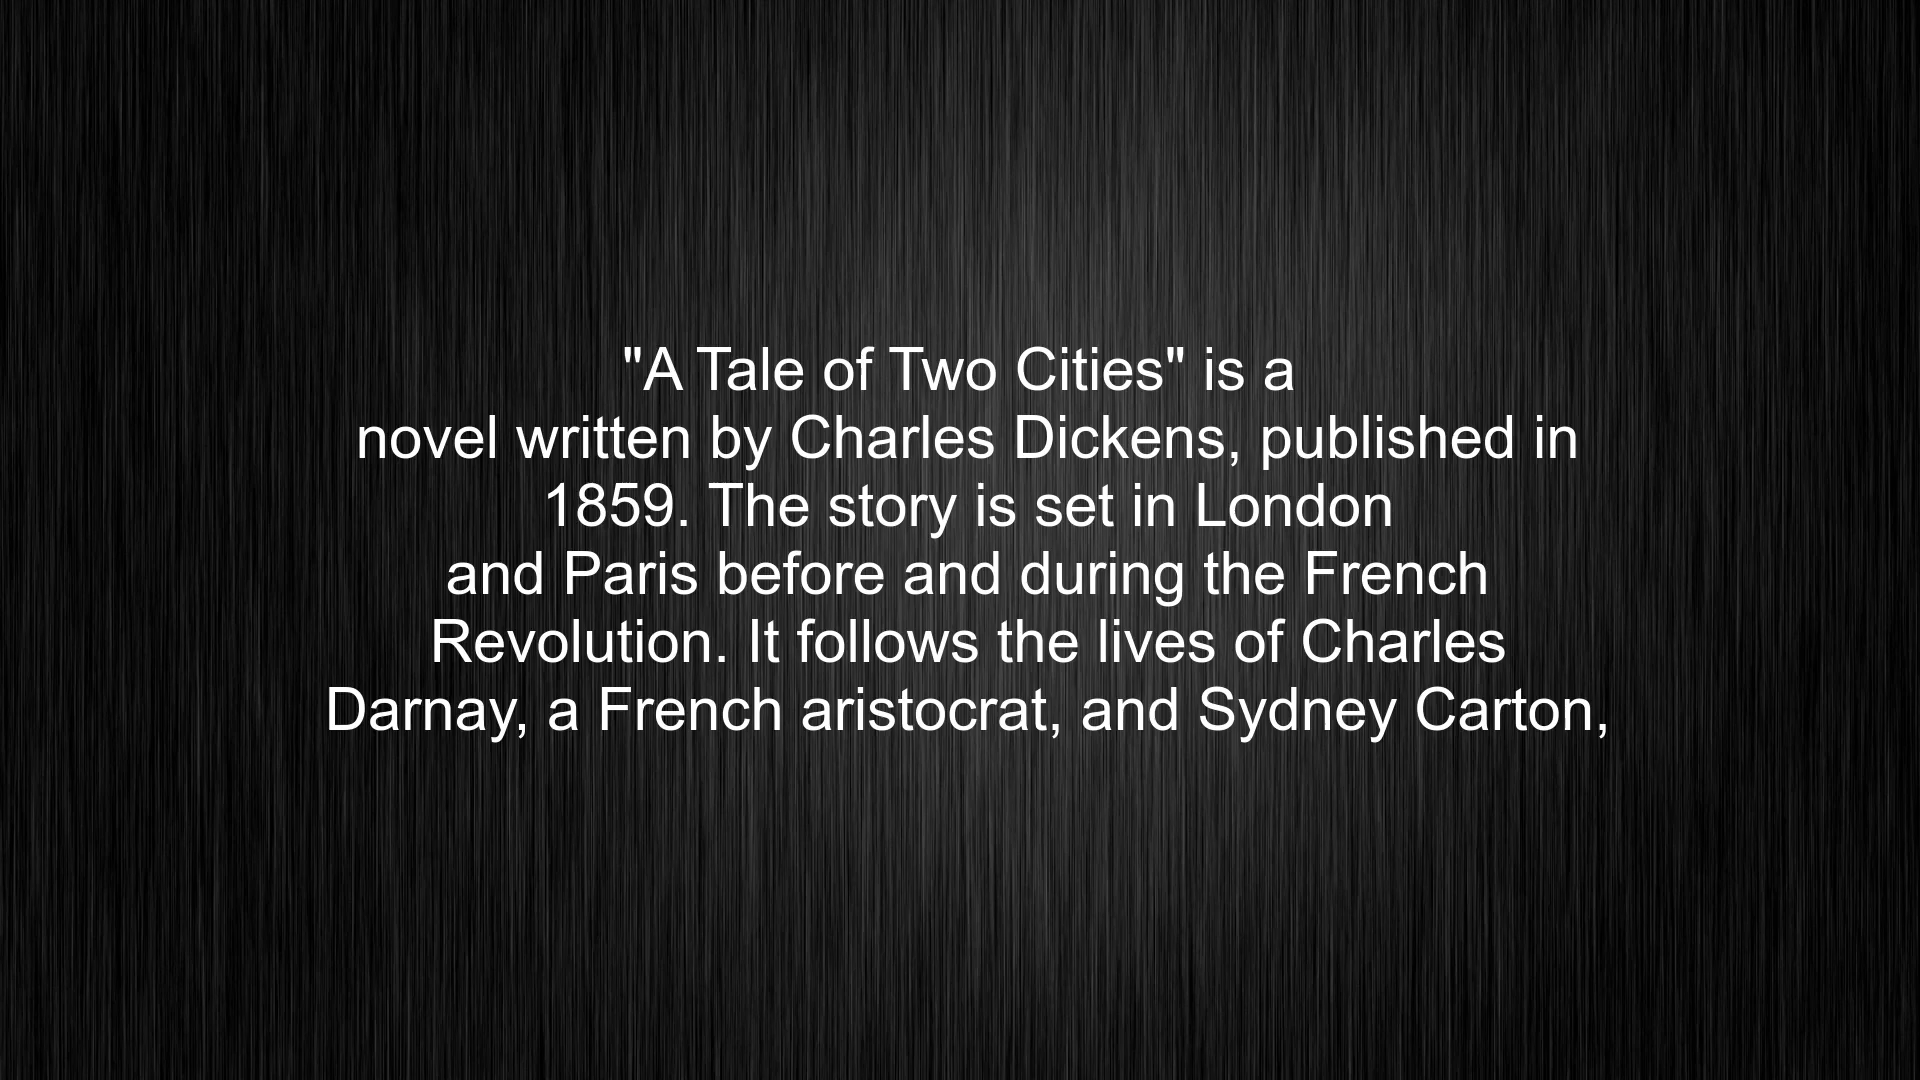 "A Tale of Two Cities" is a
novel written by Charles Dickens, published in
1859. The story is set in London
and Paris before and during the French
Revolution. It follows the lives of Charles
Darnay, a French aristocrat, and Sydney Carton,